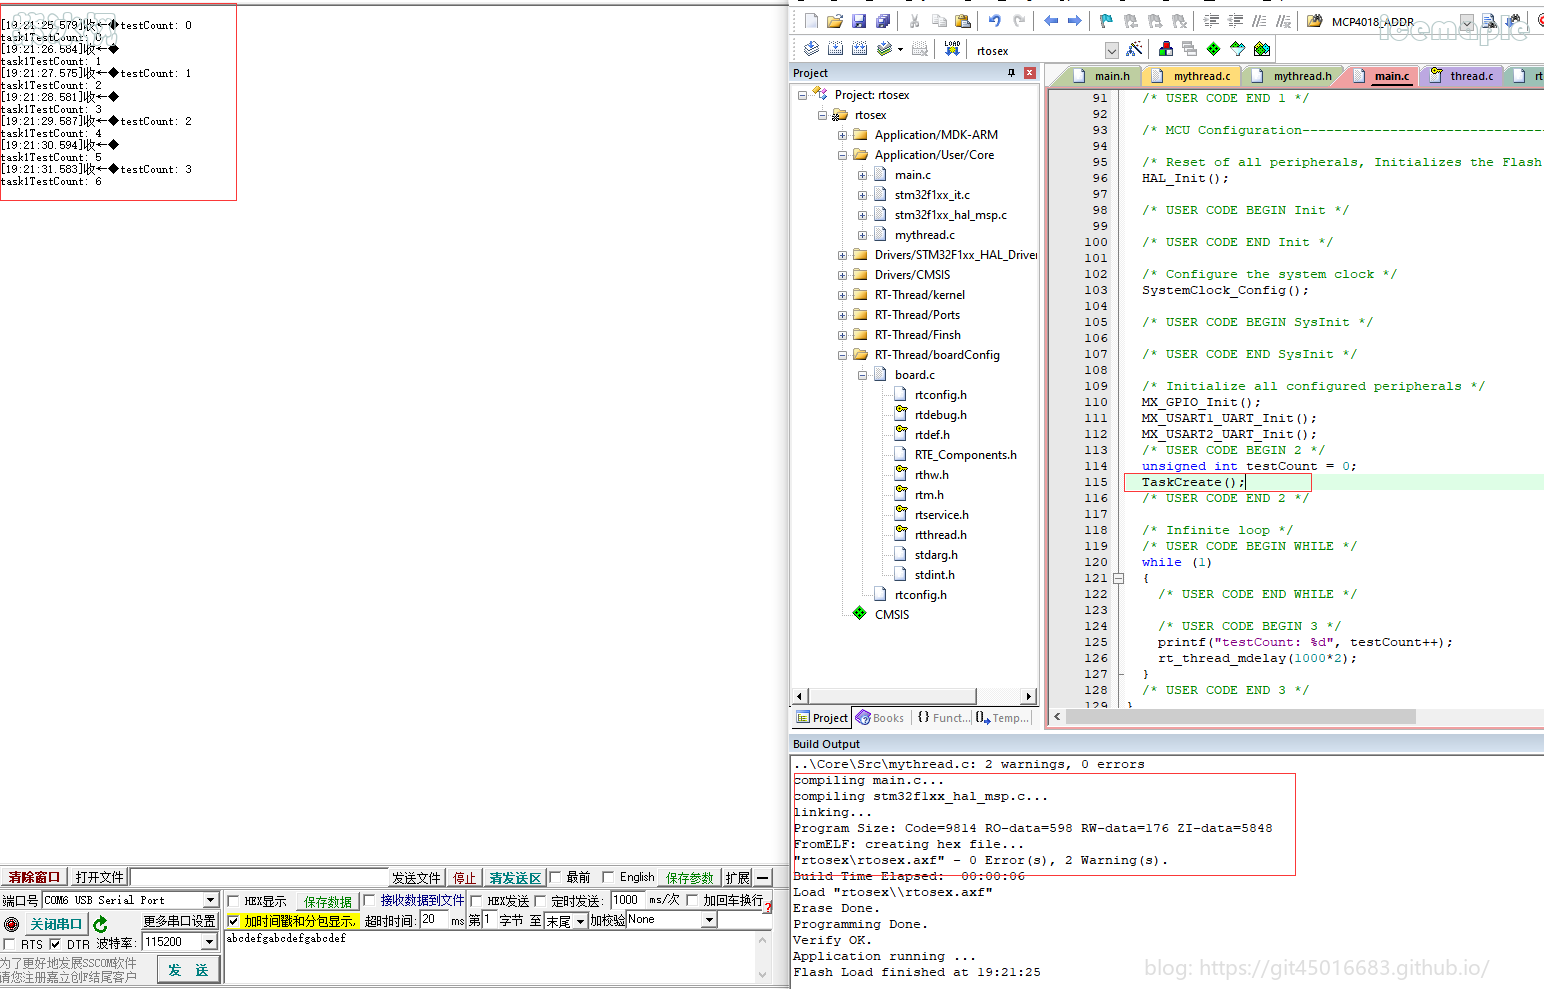 [19:21:25.579]收←◆testCount: 0
task1TestCount: 0
[19:21:26.584]收←◆
task1TestCount: 1
[19:21:27.575]收←◆testCount: 1
task1TestCount: 2
[19:21:28.581]收←◆
task1TestCount: 3
[19:21:29.587]收←◆testCount: 2
task1TestCount: 4
[19:21:30.594]收←◆
task1TestCount: 5
[19:21:31.583]收←◆testCount: 3
task1TestCount: 6
清除窗口 打开文件 发送文件 停止 清发送区 最前 English 保存参数 扩展 —
端口号 COM6 USB Serial Port HEX显示 保存数据 接收数据到文件 HEX发送 定时发送: 1000 ms/次 加回车换行
关闭串口 更多串口设置 加时间戳和分包显示, 超时时间: 20 ms 第1 字节 至 末尾 加校验 None
RTS DTR 波特率: 115200 abcdefgabcdefgabcdef
为了更好地发展SSCOM软件
请您注册嘉立创F结尾客户
发 送
MCP4018_ADDR
icemaple
LOAD rtosex
Project
Project: rtosex
rtosex
Application/MDK-ARM
Application/User/Core
main.c
stm32f1xx_it.c
stm32f1xx_hal_msp.c
mythread.c
Drivers/STM32F1xx_HAL_Driver
Drivers/CMSIS
RT-Thread/kernel
RT-Thread/Ports
RT-Thread/Finsh
RT-Thread/boardConfig
board.c
rtconfig.h
rtdebug.h
rtdef.h
RTE_Components.h
rthw.h
rtm.h
rtservice.h
rtthread.h
stdarg.h
stdint.h
rtconfig.h
CMSIS
Project Books {} Funct... Temp...
main.h mythread.c mythread.h main.c thread.c rt
91 /* USER CODE END 1 */
92
93 /* MCU Configuration-------------------------------
94
95 /* Reset of all peripherals, Initializes the Flash
96 HAL_Init();
97
98 /* USER CODE BEGIN Init */
99
100 /* USER CODE END Init */
101
102 /* Configure the system clock */
103 SystemClock_Config();
104
105 /* USER CODE BEGIN SysInit */
106
107 /* USER CODE END SysInit */
108
109 /* Initialize all configured peripherals */
110 MX_GPIO_Init();
111 MX_USART1_UART_Init();
112 MX_USART2_UART_Init();
113 /* USER CODE BEGIN 2 */
114 unsigned int testCount = 0;
115 TaskCreate();
116 /* USER CODE END 2 */
117
118 /* Infinite loop */
119 /* USER CODE BEGIN WHILE */
120 while (1)
121 {
122 /* USER CODE END WHILE */
123
124 /* USER CODE BEGIN 3 */
125 printf("testCount: %d", testCount++);
126 rt_thread_mdelay(1000*2);
127 }
128 /* USER CODE END 3 */
129 }
Build Output
..\Core\Src\mythread.c: 2 warnings, 0 errors
compiling main.c...
compiling stm32f1xx_hal_msp.c...
linking...
Program Size: Code=9814 RO-data=598 RW-data=176 ZI-data=5848
FromELF: creating hex file...
"rtosex\rtosex.axf" - 0 Error(s), 2 Warning(s).
Build Time Elapsed: 00:00:06
Load "rtosex\\rtosex.axf"
Erase Done.
Programming Done.
Verify OK.
Application running ...
Flash Load finished at 19:21:25
blog: https://git45016683.github.io/